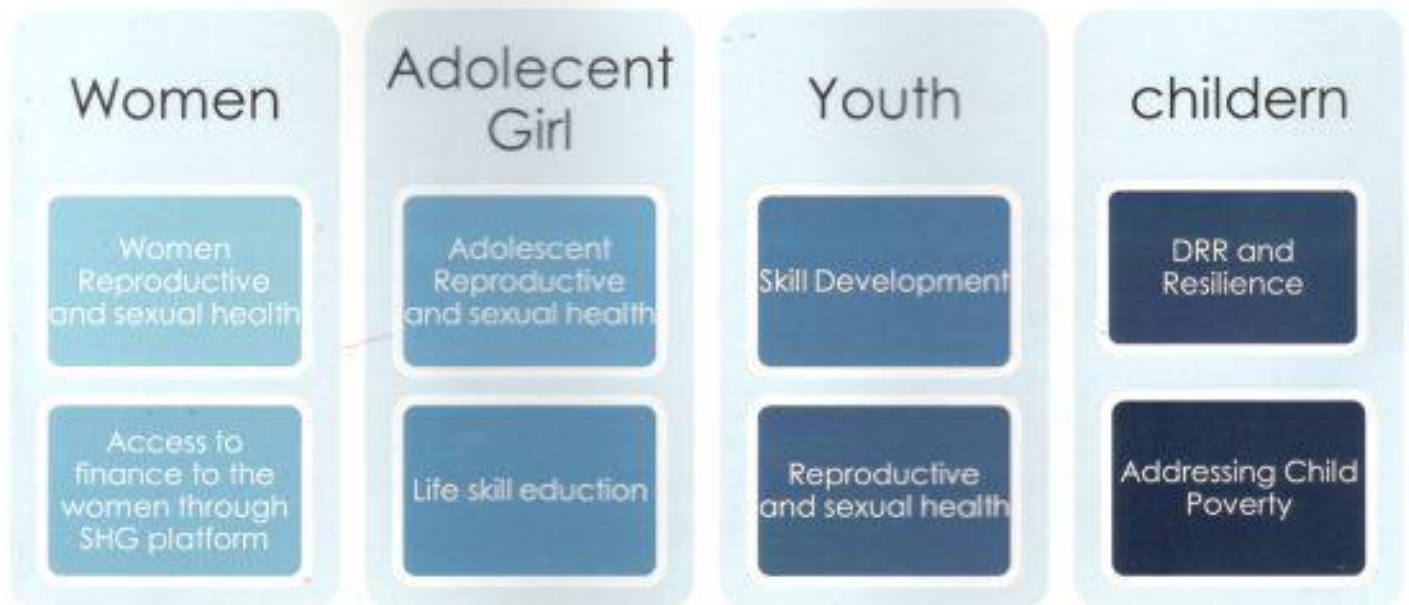 Women
Women
Reproductive
and sexual health
Access to
finance to the
women through
SHG platform
Adolecent
Girl
Adolescent
Reproductive
and sexual health
Life skill eduction
Youth
Skill Development
Reproductive
and sexual health
childern
DRR and
Resilience
Addressing Child
Poverty